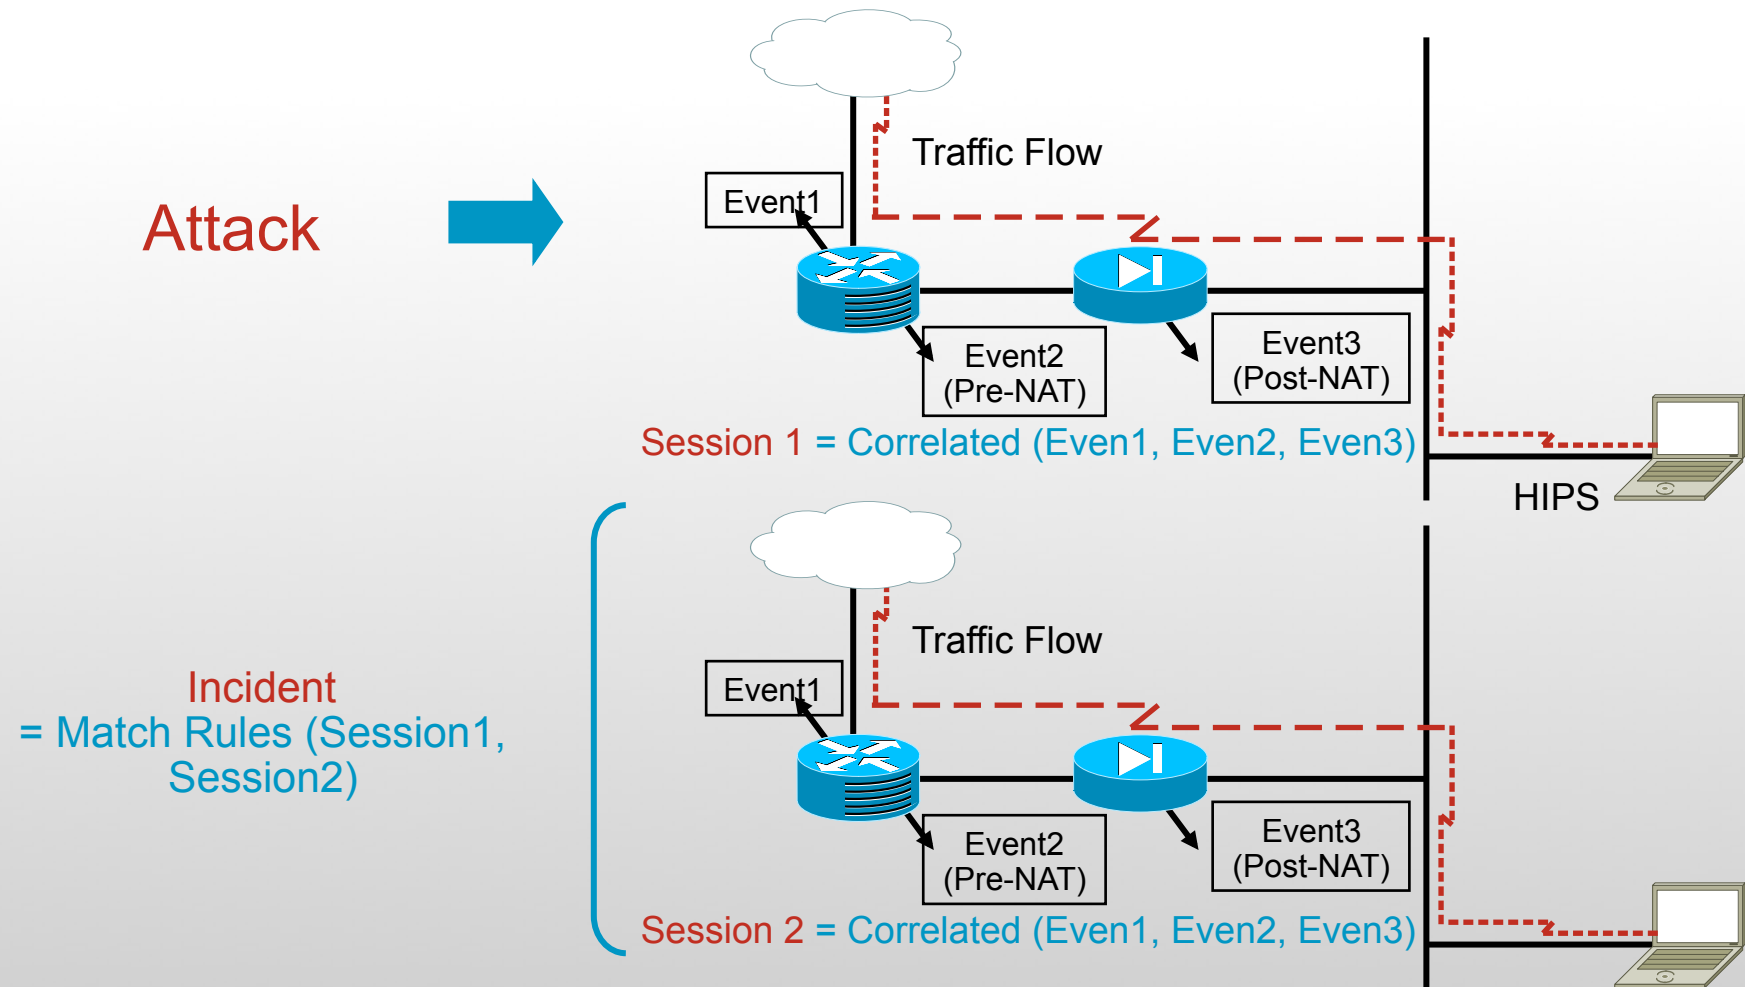 Traffic Flow
Event1
Attack
Event2
(Pre-NAT)
Event3
(Post-NAT)
Session 1 = Correlated (Even1, Even2, Even3)
HIPS
Traffic Flow
Event1
Incident
= Match Rules (Session1,
Session2)
Event2
(Pre-NAT)
Event3
(Post-NAT)
Session 2 = Correlated (Even1, Even2, Even3)